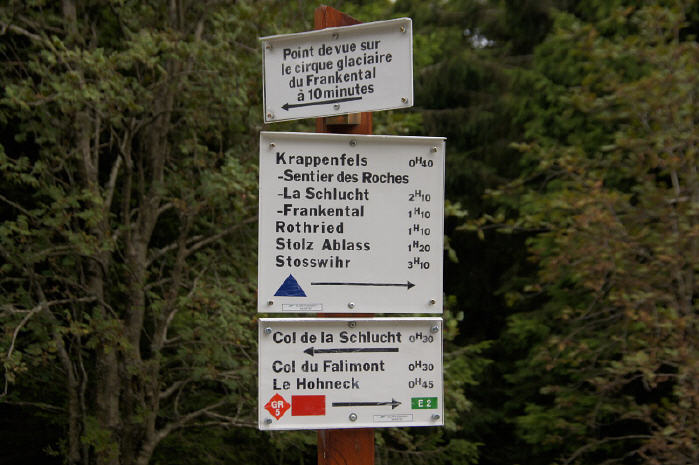 Point de vue sur
le cirque glaciaire
du Frankental
à 10 minutes
Krappenfels 0H40
-Sentier des Roches
-La Schlucht 2H10
-Frankental 1H10
Rothried 1H10
Stolz Ablass 1H20
Stosswihr 3H10
Col de la Schlucht 0H30
Col du Falimont 0H30
Le Hohneck 0H45
GR 5
E 2